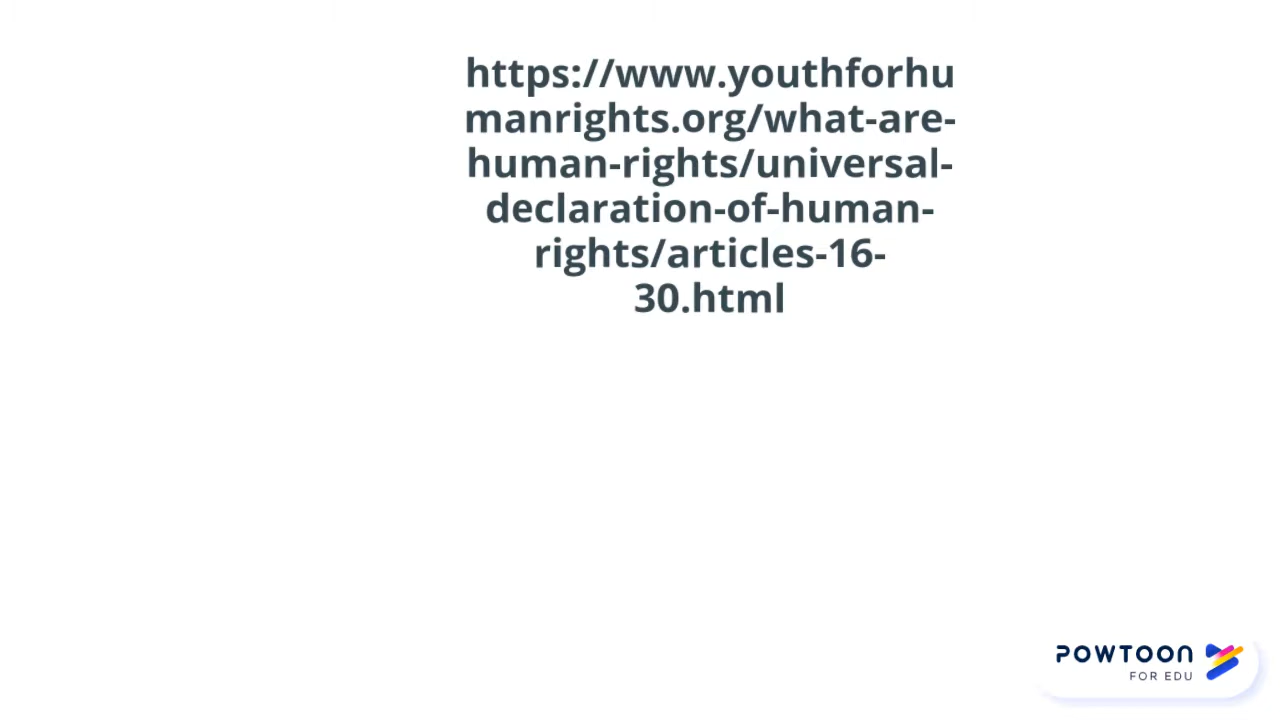 https://www.youthforhu
manrights.org/what-are-
human-rights/universal-
declaration-of-human-
rights/articles-16-
30.html
POWTOON
FOR EDU